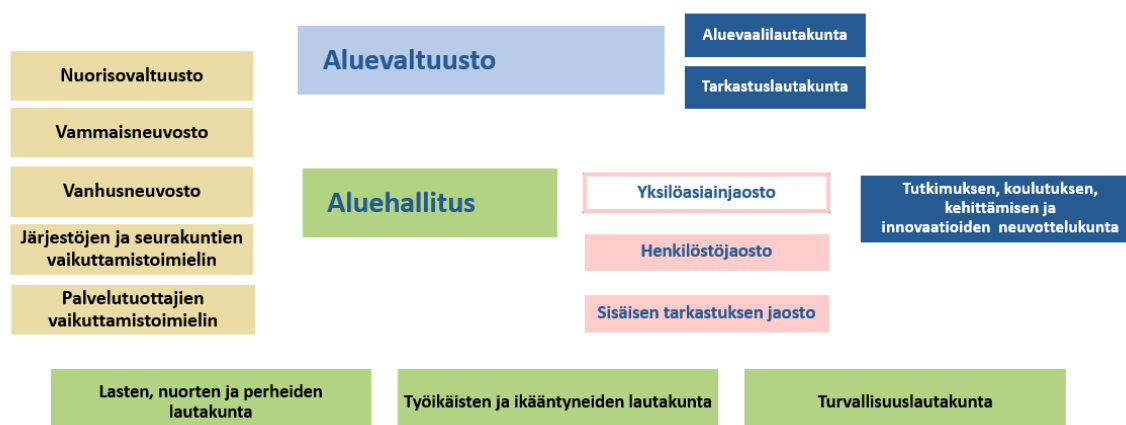 Aluevaltuusto
Aluevaalilautakunta
Tarkastuslautakunta
Nuorisovaltuusto
Vammaisneuvosto
Vanhusneuvosto
Järjestöjen ja seurakuntien
vaikuttamistoimielin
Palvelutuottajien
vaikuttamistoimielin
Aluehallitus
Yksilöasiainjaosto
Henkilöstöjaosto
Sisäisen tarkastuksen jaosto
Tutkimuksen, koulutuksen,
kehittämisen ja
innovaatioiden neuvottelukunta
Lasten, nuorten ja perheiden
lautakunta
Työikäisten ja ikääntyneiden lautakunta
Turvallisuuslautakunta